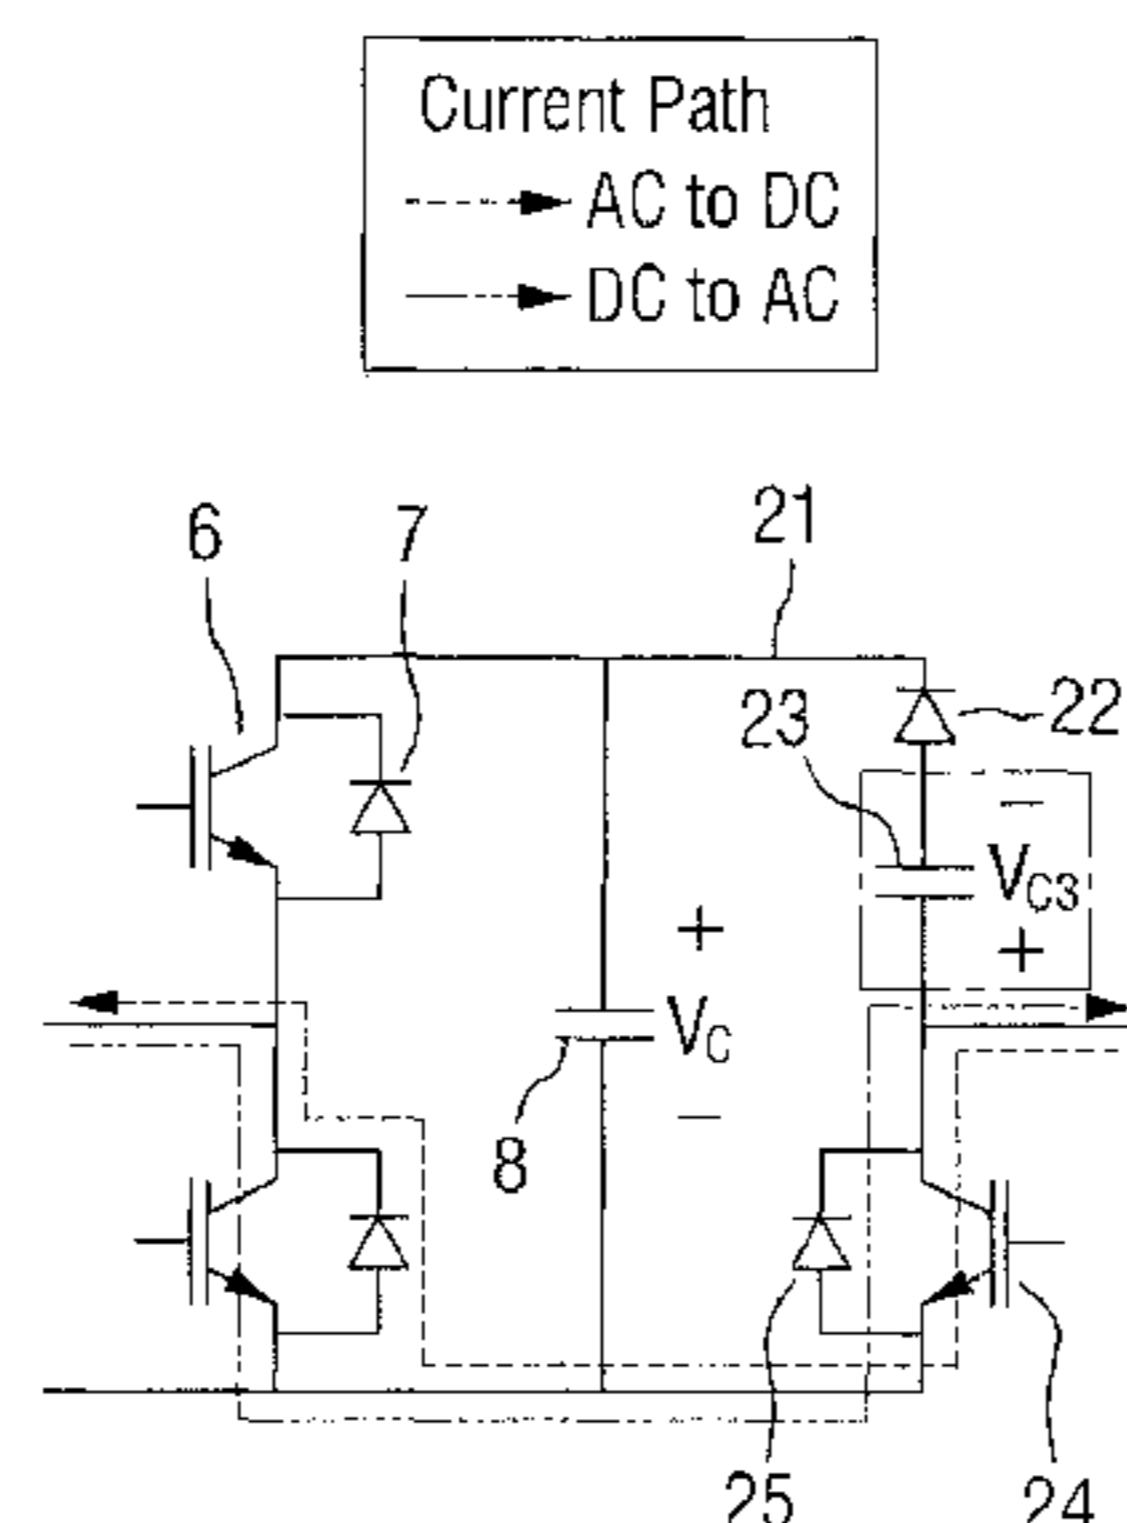 Current Path
AC to DC
DC to AC
6
7
21
23
22
−
V_C3
+
+
V_C
−
8
25
24